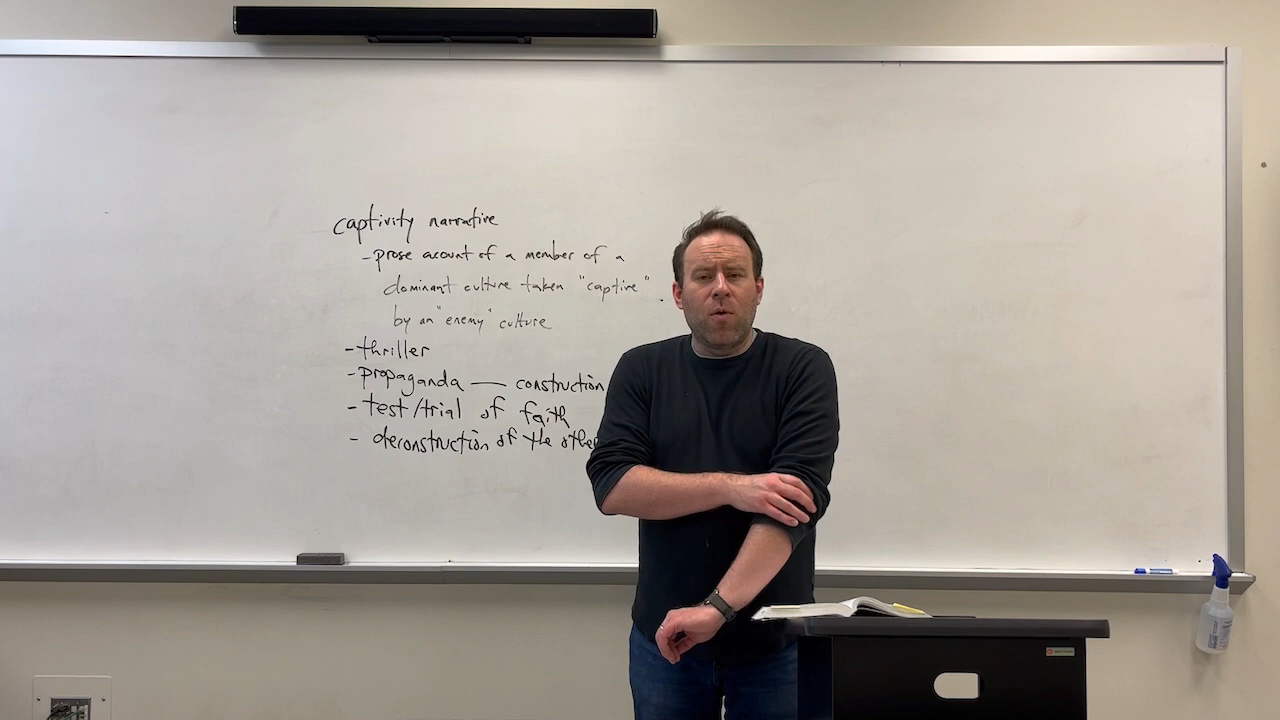 captivity narrative
- prose account of a member of a
dominant culture taken "captive"
by an "enemy" culture
- thriller
- propaganda — construction
- test/trial of faith
- deconstruction of the other